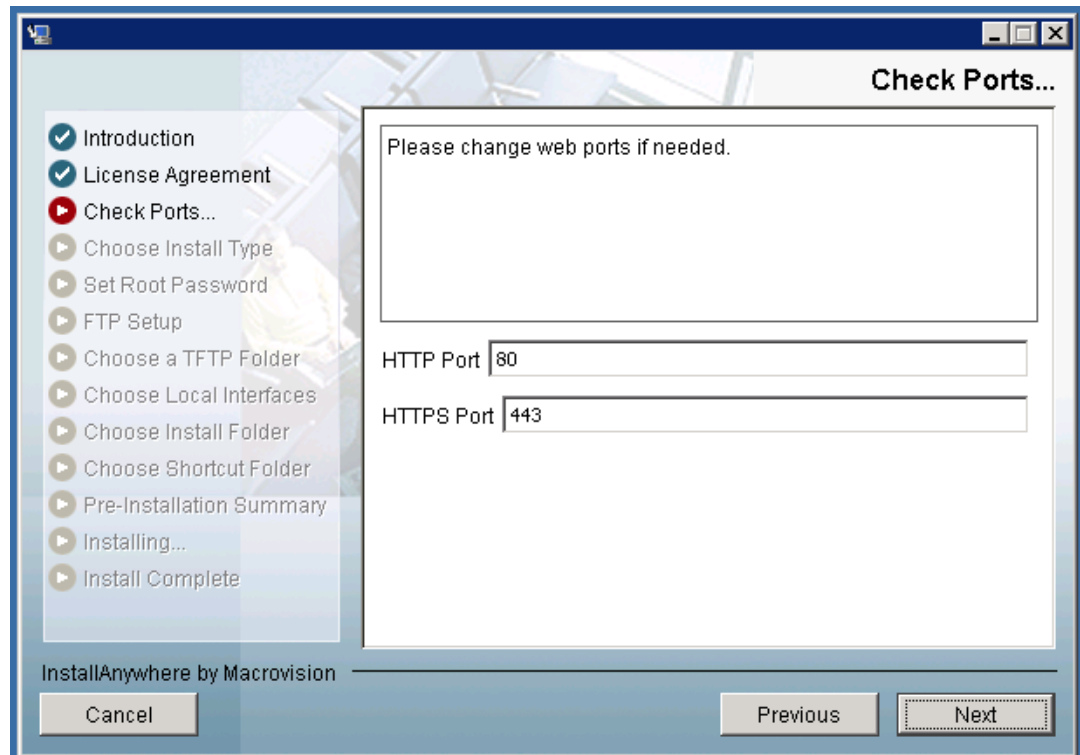 Check Ports...
Introduction
License Agreement
Check Ports...
Choose Install Type
Set Root Password
FTP Setup
Choose a TFTP Folder
Choose Local Interfaces
Choose Install Folder
Choose Shortcut Folder
Pre-Installation Summary
Installing...
Install Complete
Please change web ports if needed.
HTTP Port 80
HTTPS Port 443
InstallAnywhere by Macrovision
Cancel Previous Next